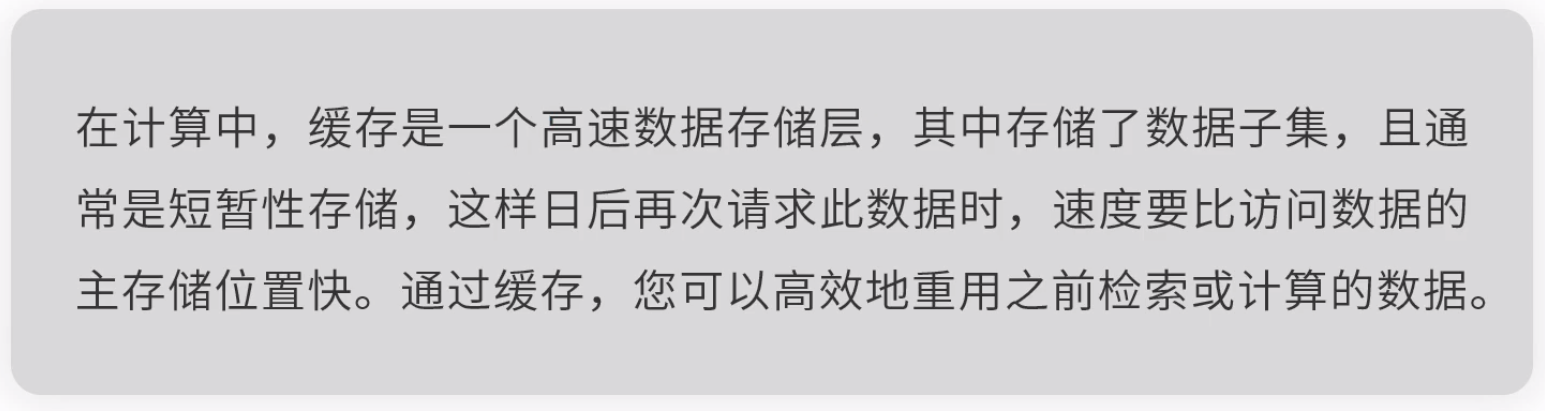 在计算中，缓存是一个高速数据存储层，其中存储了数据子集，且通
常是短暂性存储，这样日后再次请求此数据时，速度要比访问数据的
主存储位置快。通过缓存，您可以高效地重用之前检索或计算的数据。